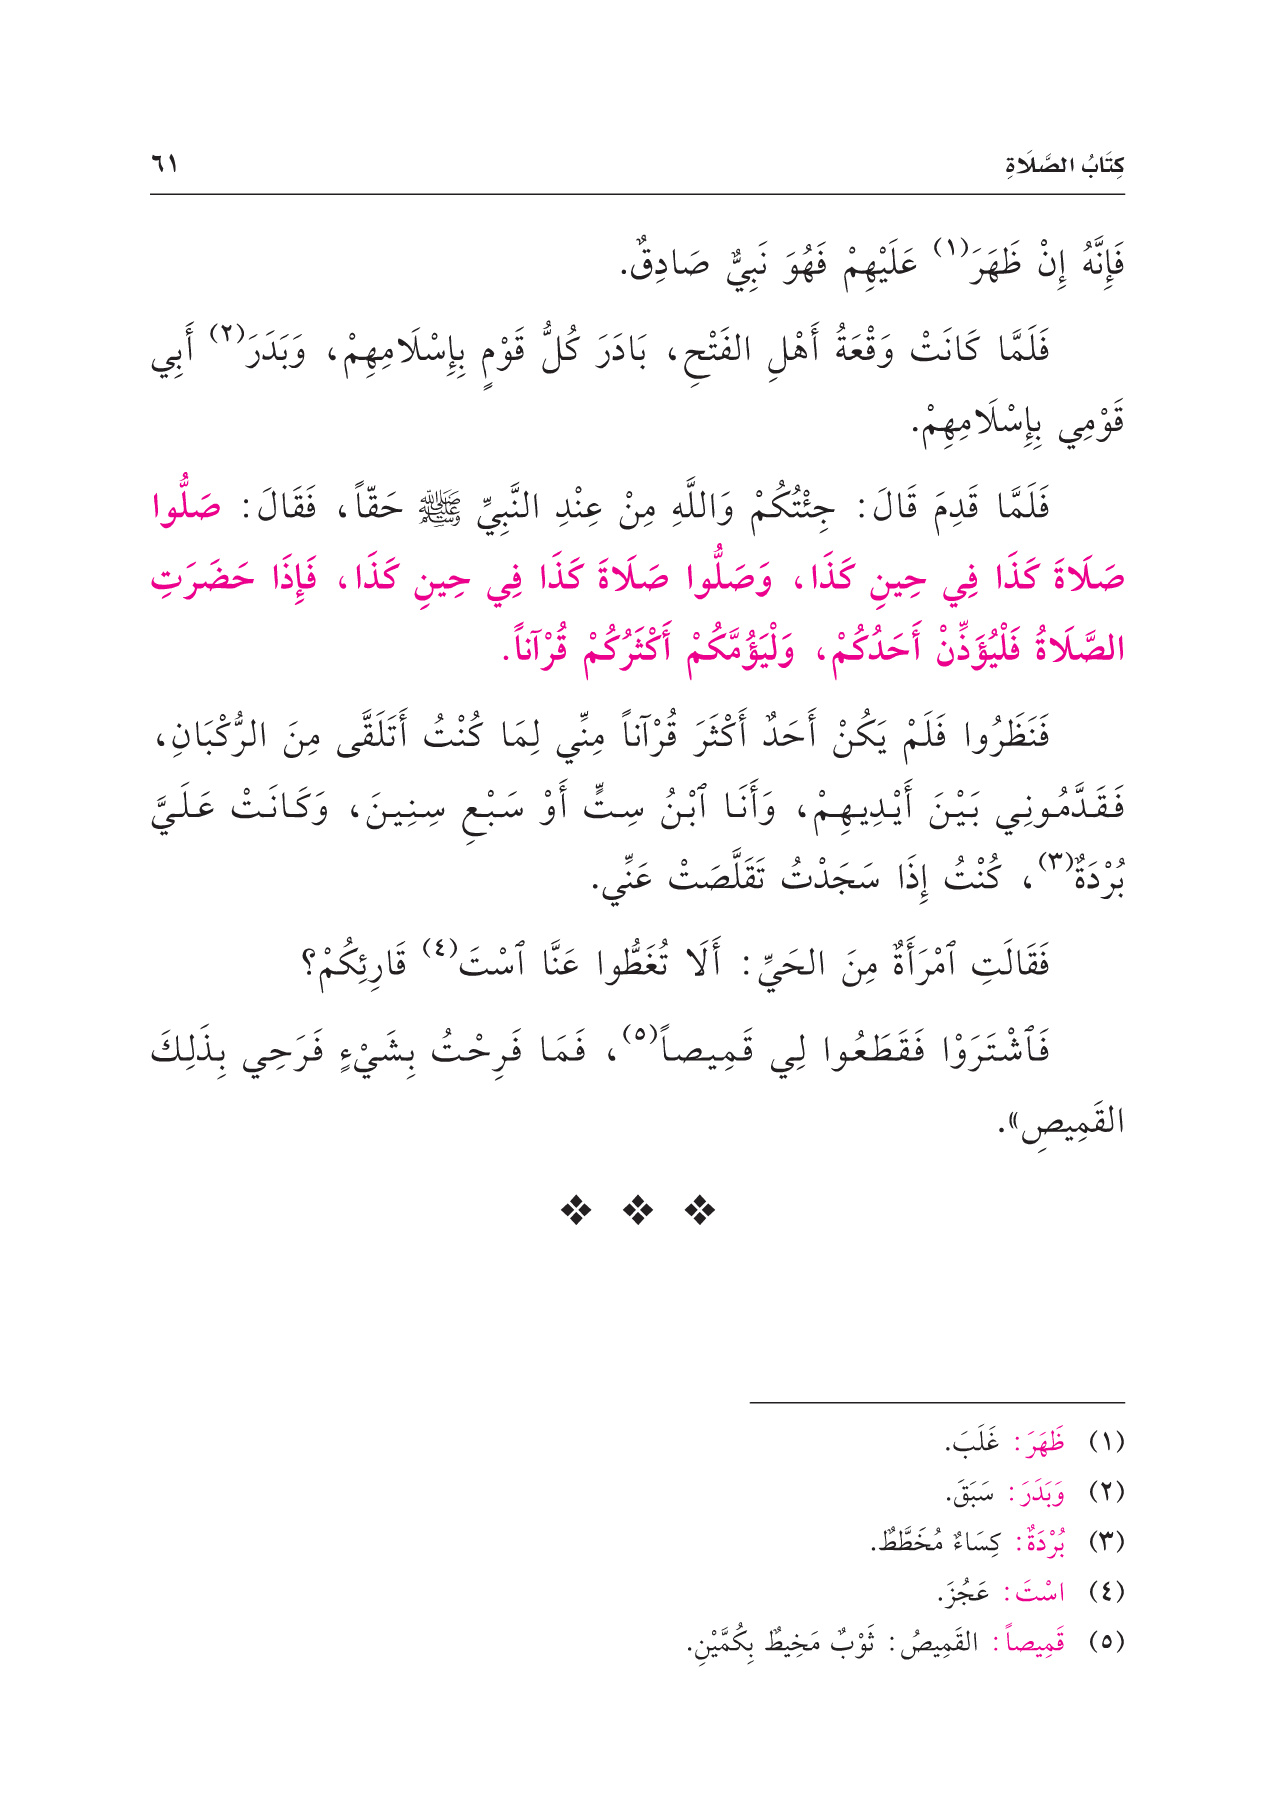 كِتَابُ الصَّلَاةِ ٦١
فَإِنَّهُ إِنْ ظَهَرَ(١) عَلَيْهِمْ فَهُوَ نَبِيٌّ صَادِقٌ.
فَلَمَّا كَانَتْ وَقْعَةُ أَهْلِ الفَتْحِ، بَادَرَ كُلُّ قَوْمٍ بِإِسْلَامِهِمْ، وَبَدَرَ(٢) أَبِي
قَوْمِي بِإِسْلَامِهِمْ.
فَلَمَّا قَدِمَ قَالَ: جِئْتُكُمْ وَاللَّهِ مِنْ عِنْدِ النَّبِيِّ ﷺ حَقّاً، فَقَالَ: صَلُّوا
صَلَاةَ كَذَا فِي حِينِ كَذَا، وَصَلُّوا صَلَاةَ كَذَا فِي حِينِ كَذَا، فَإِذَا حَضَرَتِ
الصَّلَاةُ فَلْيُؤَذِّنْ أَحَدُكُمْ، وَلْيَؤُمَّكُمْ أَكْثَرُكُمْ قُرْآناً.
فَنَظَرُوا فَلَمْ يَكُنْ أَحَدٌ أَكْثَرَ قُرْآناً مِنِّي لِمَا كُنْتُ أَتَلَقَّى مِنَ الرُّكْبَانِ،
فَقَدَّمُونِي بَيْنَ أَيْدِيهِمْ، وَأَنَا ٱبْنُ سِتٍّ أَوْ سَبْعِ سِنِينَ، وَكَانَتْ عَلَيَّ
بُرْدَةٌ(٣)، كُنْتُ إِذَا سَجَدْتُ تَقَلَّصَتْ عَنِّي.
فَقَالَتِ ٱمْرَأَةٌ مِنَ الحَيِّ: أَلَا تُغَطُّوا عَنَّا ٱسْتَ(٤) قَارِئِكُمْ؟
فَٱشْتَرَوْا فَقَطَعُوا لِي قَمِيصاً(٥)، فَمَا فَرِحْتُ بِشَيْءٍ فَرَحِي بِذَلِكَ
القَمِيصِ».
(١) ظَهَرَ: غَلَبَ.
(٢) وَبَدَرَ: سَبَقَ.
(٣) بُرْدَةٌ: كِسَاءٌ مُخَطَّطٌ.
(٤) اسْتَ: عَجُزَ.
(٥) قَمِيصاً: القَمِيصُ: ثَوْبٌ مَخِيطٌ بِكُمَّيْنِ.